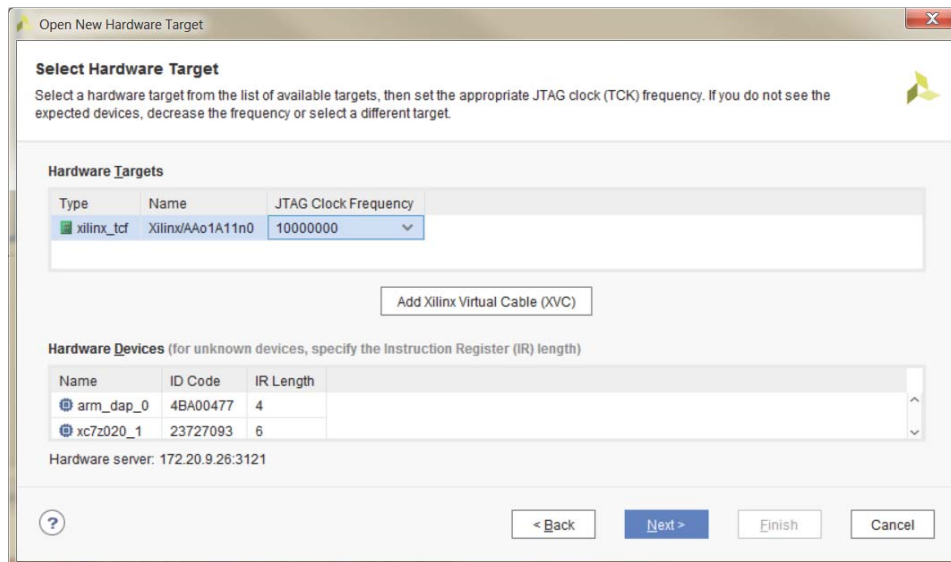 Open New Hardware Target
X
Select Hardware Target
Select a hardware target from the list of available targets, then set the appropriate JTAG clock (TCK) frequency. If you do not see the
expected devices, decrease the frequency or select a different target.
Hardware Targets
Type Name JTAG Clock Frequency
xilinx_tcf Xilinx/AAo1A11n0 10000000
Add Xilinx Virtual Cable (XVC)
Hardware Devices (for unknown devices, specify the Instruction Register (IR) length)
Name ID Code IR Length
arm_dap_0 4BA00477 4
xc7z020_1 23727093 6
Hardware server: 172.20.9.26:3121
? < Back Next > Finish Cancel